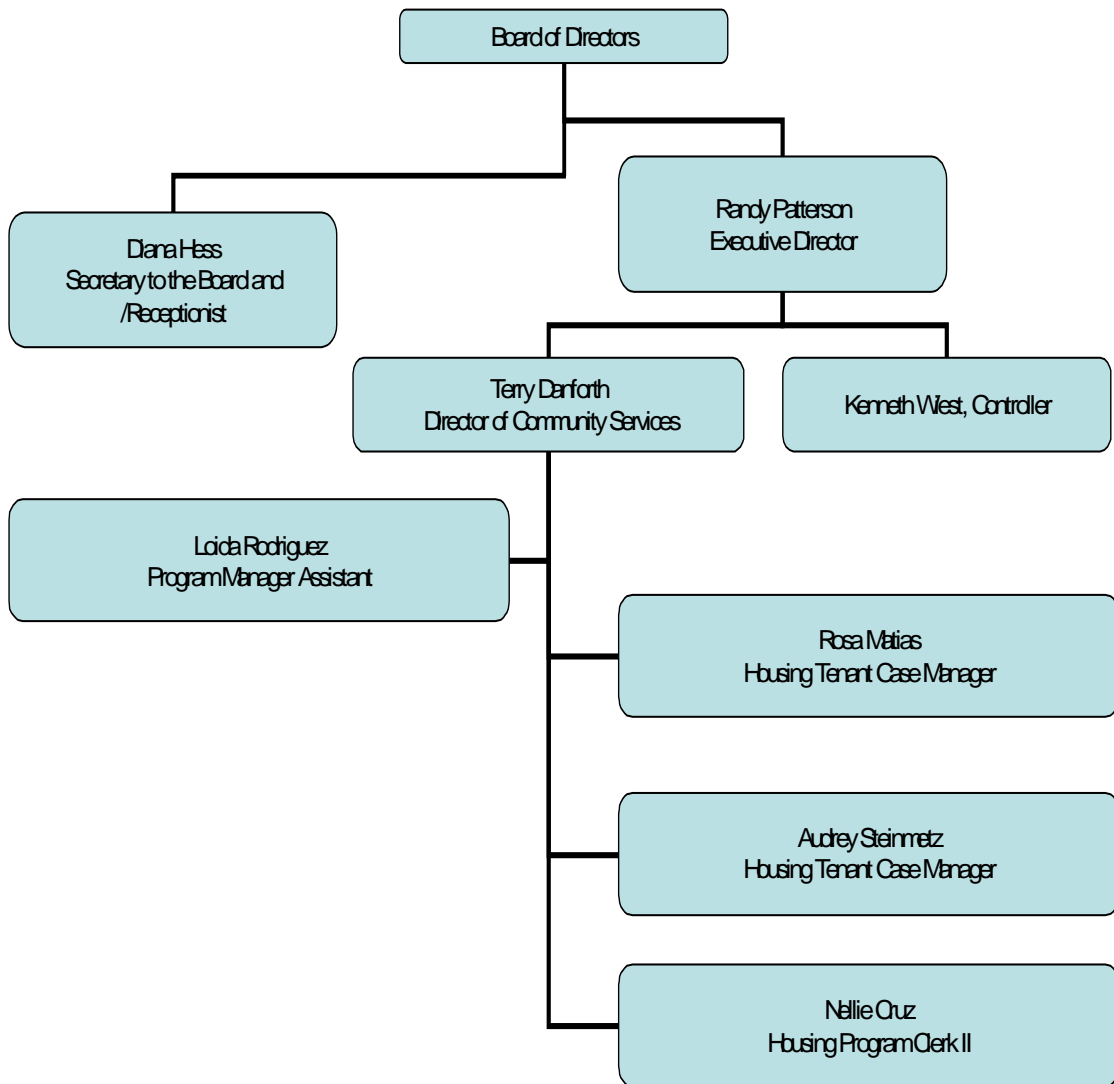 Board of Directors
Randy Patterson
Executive Director
Diana Hess
Secretary to the Board and
/Receptionist
Terry Danforth
Director of Community Services
Kenneth West, Controller
Loida Rodriguez
Program Manager Assistant
Rosa Matias
Housing Tenant Case Manager
Audrey Steinmetz
Housing Tenant Case Manager
Nellie Cruz
Housing Program Clerk II